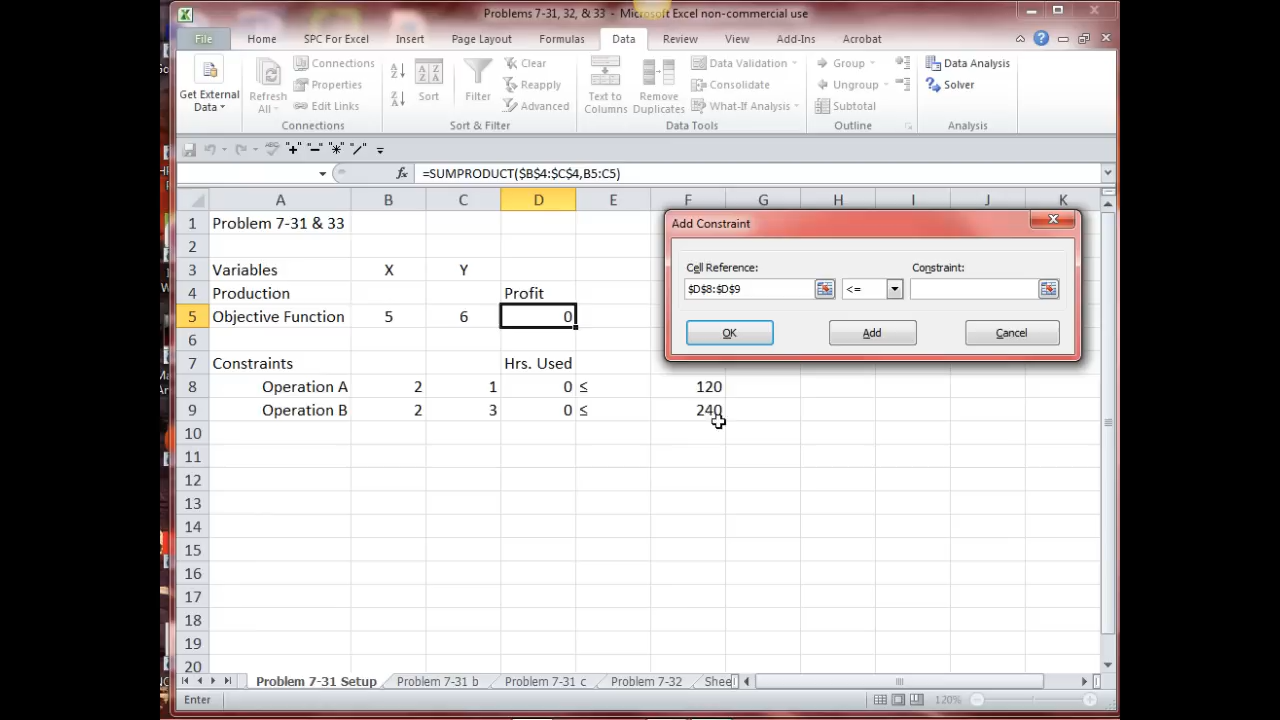 Problems 7-31, 32, & 33 - Microsoft Excel non-commercial use
File Home SPC For Excel Insert Page Layout Formulas Data Review View Add-Ins Acrobat
Get External Data
Refresh All
Connections
Properties
Edit Links
Connections
Sort
Filter
Clear
Reapply
Advanced
Sort & Filter
Text to Columns
Remove Duplicates
Data Validation
Consolidate
What-If Analysis
Data Tools
Group
Ungroup
Subtotal
Outline
Data Analysis
Solver
Analysis
fx =SUMPRODUCT($B$4:$C$4,B5:C5)
A B C D E F G H I J K
1 Problem 7-31 & 33
2
3 Variables X Y
4 Production Profit
5 Objective Function 5 6 0
6
7 Constraints Hrs. Used
8 Operation A 2 1 0 ≤ 120
9 Operation B 2 3 0 ≤ 240
10
11
12
13
14
15
16
17
18
19
20
Add Constraint
Cell Reference: Constraint:
$D$8:$D$9 <=
OK Add Cancel
Problem 7-31 Setup Problem 7-31 b Problem 7-31 c Problem 7-32 Shee
Enter 120%